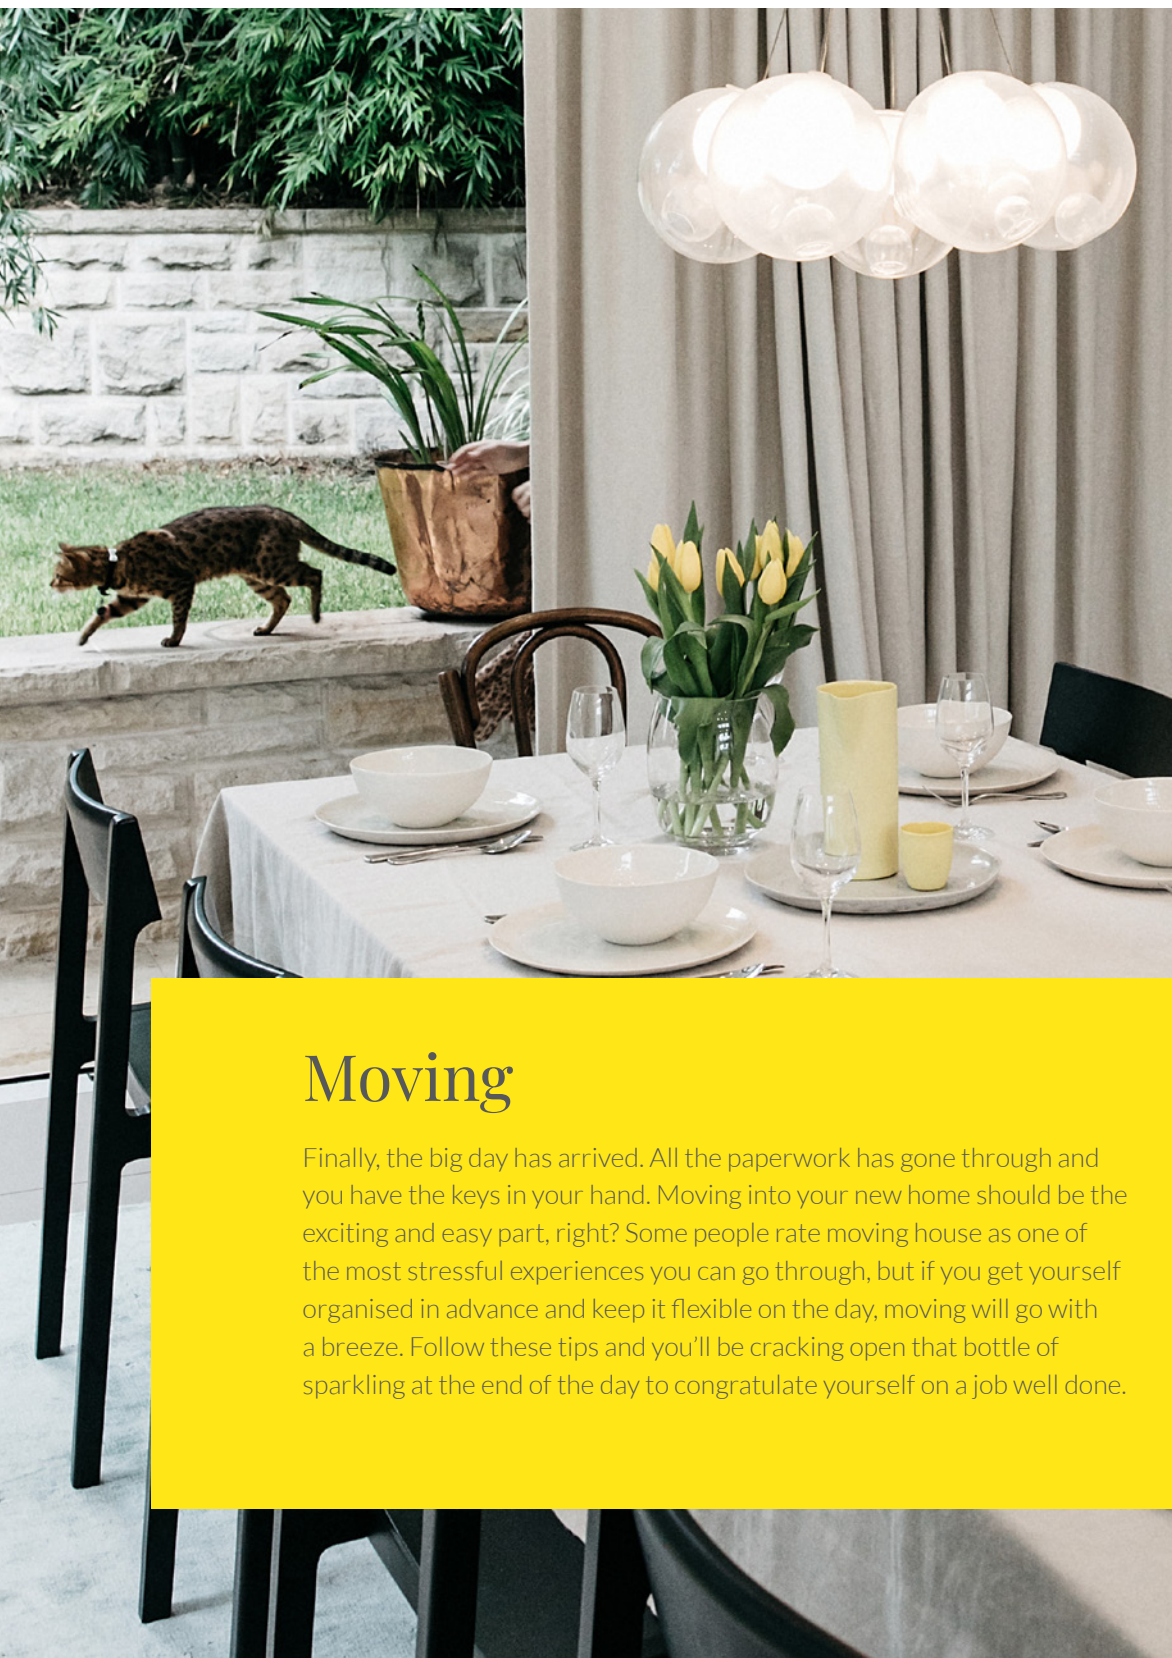 Moving
Finally, the big day has arrived. All the paperwork has gone through and
you have the keys in your hand. Moving into your new home should be the
exciting and easy part, right? Some people rate moving house as one of
the most stressful experiences you can go through, but if you get yourself
organised in advance and keep it flexible on the day, moving will go with
a breeze. Follow these tips and you’ll be cracking open that bottle of
sparkling at the end of the day to congratulate yourself on a job well done.